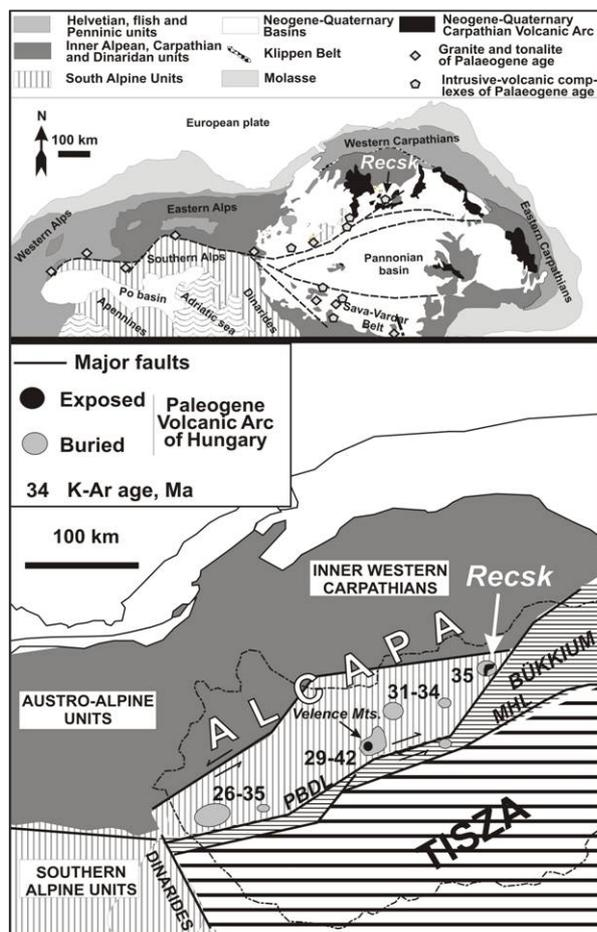 Helvetian, flish and
Penninic units
Inner Alpean, Carpathian
and Dinaridan units
South Alpine Units
Neogene-Quaternary
Basins
Klippen Belt
Molasse
Neogene-Quaternary
Carpathian Volcanic Arc
Granite and tonalite
of Palaeogene age
Intrusive-volcanic comp-
lexes of Palaeogene age
N
100 km
European plate
Western Carpathians
Recsk
Western Alps
Eastern Alps
Southern Alps
Pannonian
basin
Eastern Carpathians
Po basin
Apennines
Adriatic sea
Dinarides
Sava-Vardar
Belt
Major faults
Exposed
Buried
Paleogene
Volcanic Arc
of Hungary
34 K-Ar age, Ma
100 km
INNER WESTERN
CARPATHIANS
Recsk
ALCAPA
AUSTRO-ALPINE
UNITS
35
BÜKKIUM
MHL
31-34
Velence Mts.
29-42
26-35
PBDL
TISZA
SOUTHERN
ALPINE UNITS
DINARIDES